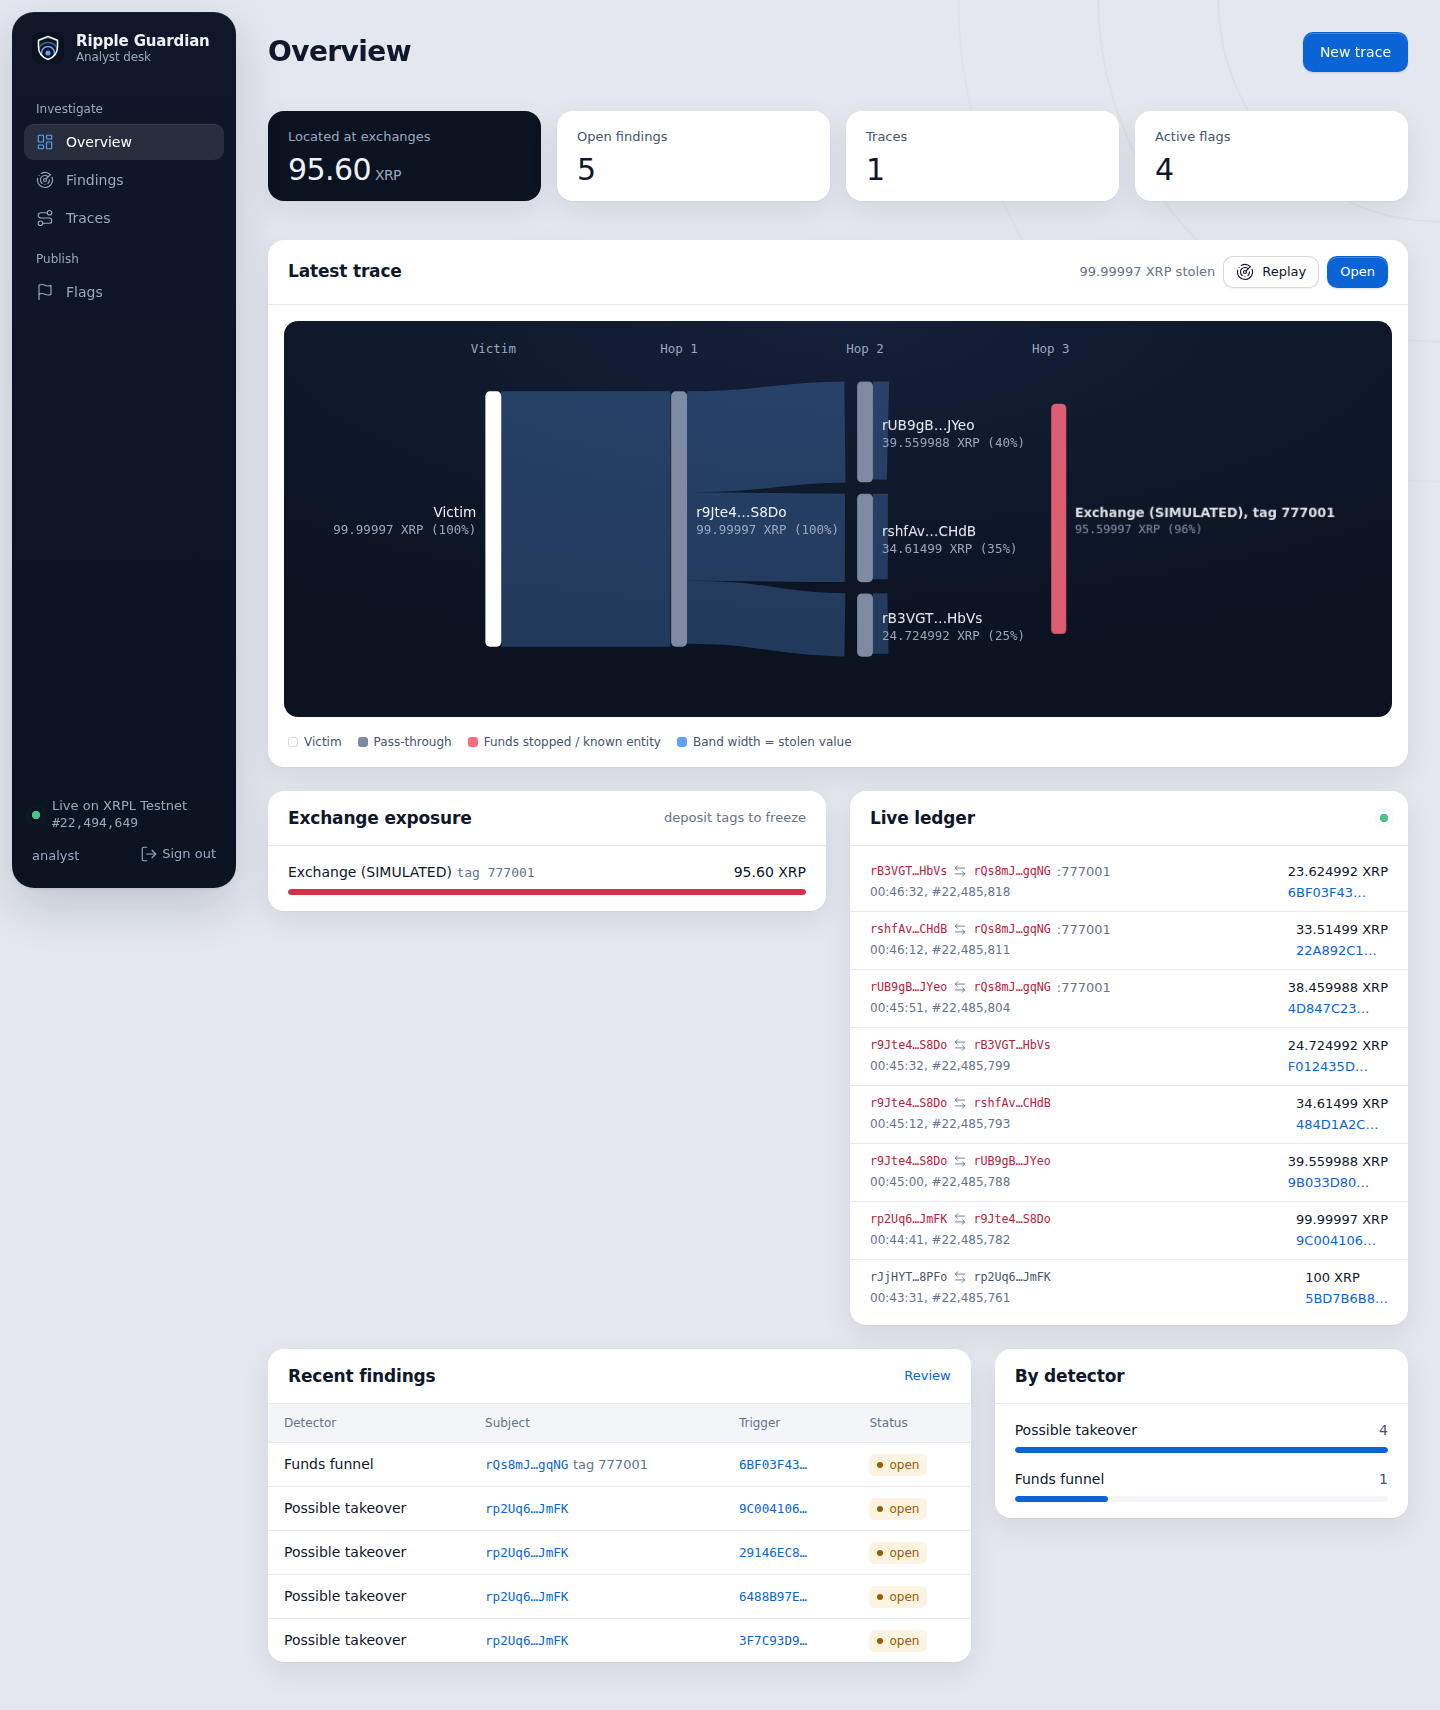 Ripple Guardian
Analyst desk
Investigate
Overview
Findings
Traces
Publish
Flags
Live on XRPL Testnet
#22,494,649
analyst
Sign out
Overview
New trace
Located at exchanges
95.60 XRP
Open findings
5
Traces
1
Active flags
4
Latest trace
99.99997 XRP stolen
Replay
Open
Victim
Hop 1
Hop 2
Hop 3
Victim
99.99997 XRP (100%)
r9Jte4…S8Do
99.99997 XRP (100%)
rUB9gB…JYeo
39.559988 XRP (40%)
rshfAv…CHdB
34.61499 XRP (35%)
rB3VGT…HbVs
24.724992 XRP (25%)
Exchange (SIMULATED), tag 777001
95.59997 XRP (96%)
Victim
Pass-through
Funds stopped / known entity
Band width = stolen value
Exchange exposure
deposit tags to freeze
Exchange (SIMULATED) tag 777001
95.60 XRP
Live ledger
rB3VGT…HbVs rQs8mJ…gqNG :777001 23.624992 XRP
00:46:32, #22,485,818 6BF03F43…
rshfAv…CHdB rQs8mJ…gqNG :777001 33.51499 XRP
00:46:12, #22,485,811 22A892C1…
rUB9gB…JYeo rQs8mJ…gqNG :777001 38.459988 XRP
00:45:51, #22,485,804 4D847C23…
r9Jte4…S8Do rB3VGT…HbVs 24.724992 XRP
00:45:32, #22,485,799 F012435D…
r9Jte4…S8Do rshfAv…CHdB 34.61499 XRP
00:45:12, #22,485,793 484D1A2C…
r9Jte4…S8Do rUB9gB…JYeo 39.559988 XRP
00:45:00, #22,485,788 9B033D80…
rp2Uq6…JmFK r9Jte4…S8Do 99.99997 XRP
00:44:41, #22,485,782 9C004106…
rJjHYT…8PFo rp2Uq6…JmFK 100 XRP
00:43:31, #22,485,761 5BD7B6B8…
Recent findings
Review
Detector Subject Trigger Status
Funds funnel rQs8mJ…gqNG tag 777001 6BF03F43… open
Possible takeover rp2Uq6…JmFK 9C004106… open
Possible takeover rp2Uq6…JmFK 29146EC8… open
Possible takeover rp2Uq6…JmFK 6488B97E… open
Possible takeover rp2Uq6…JmFK 3F7C93D9… open
By detector
Possible takeover 4
Funds funnel 1